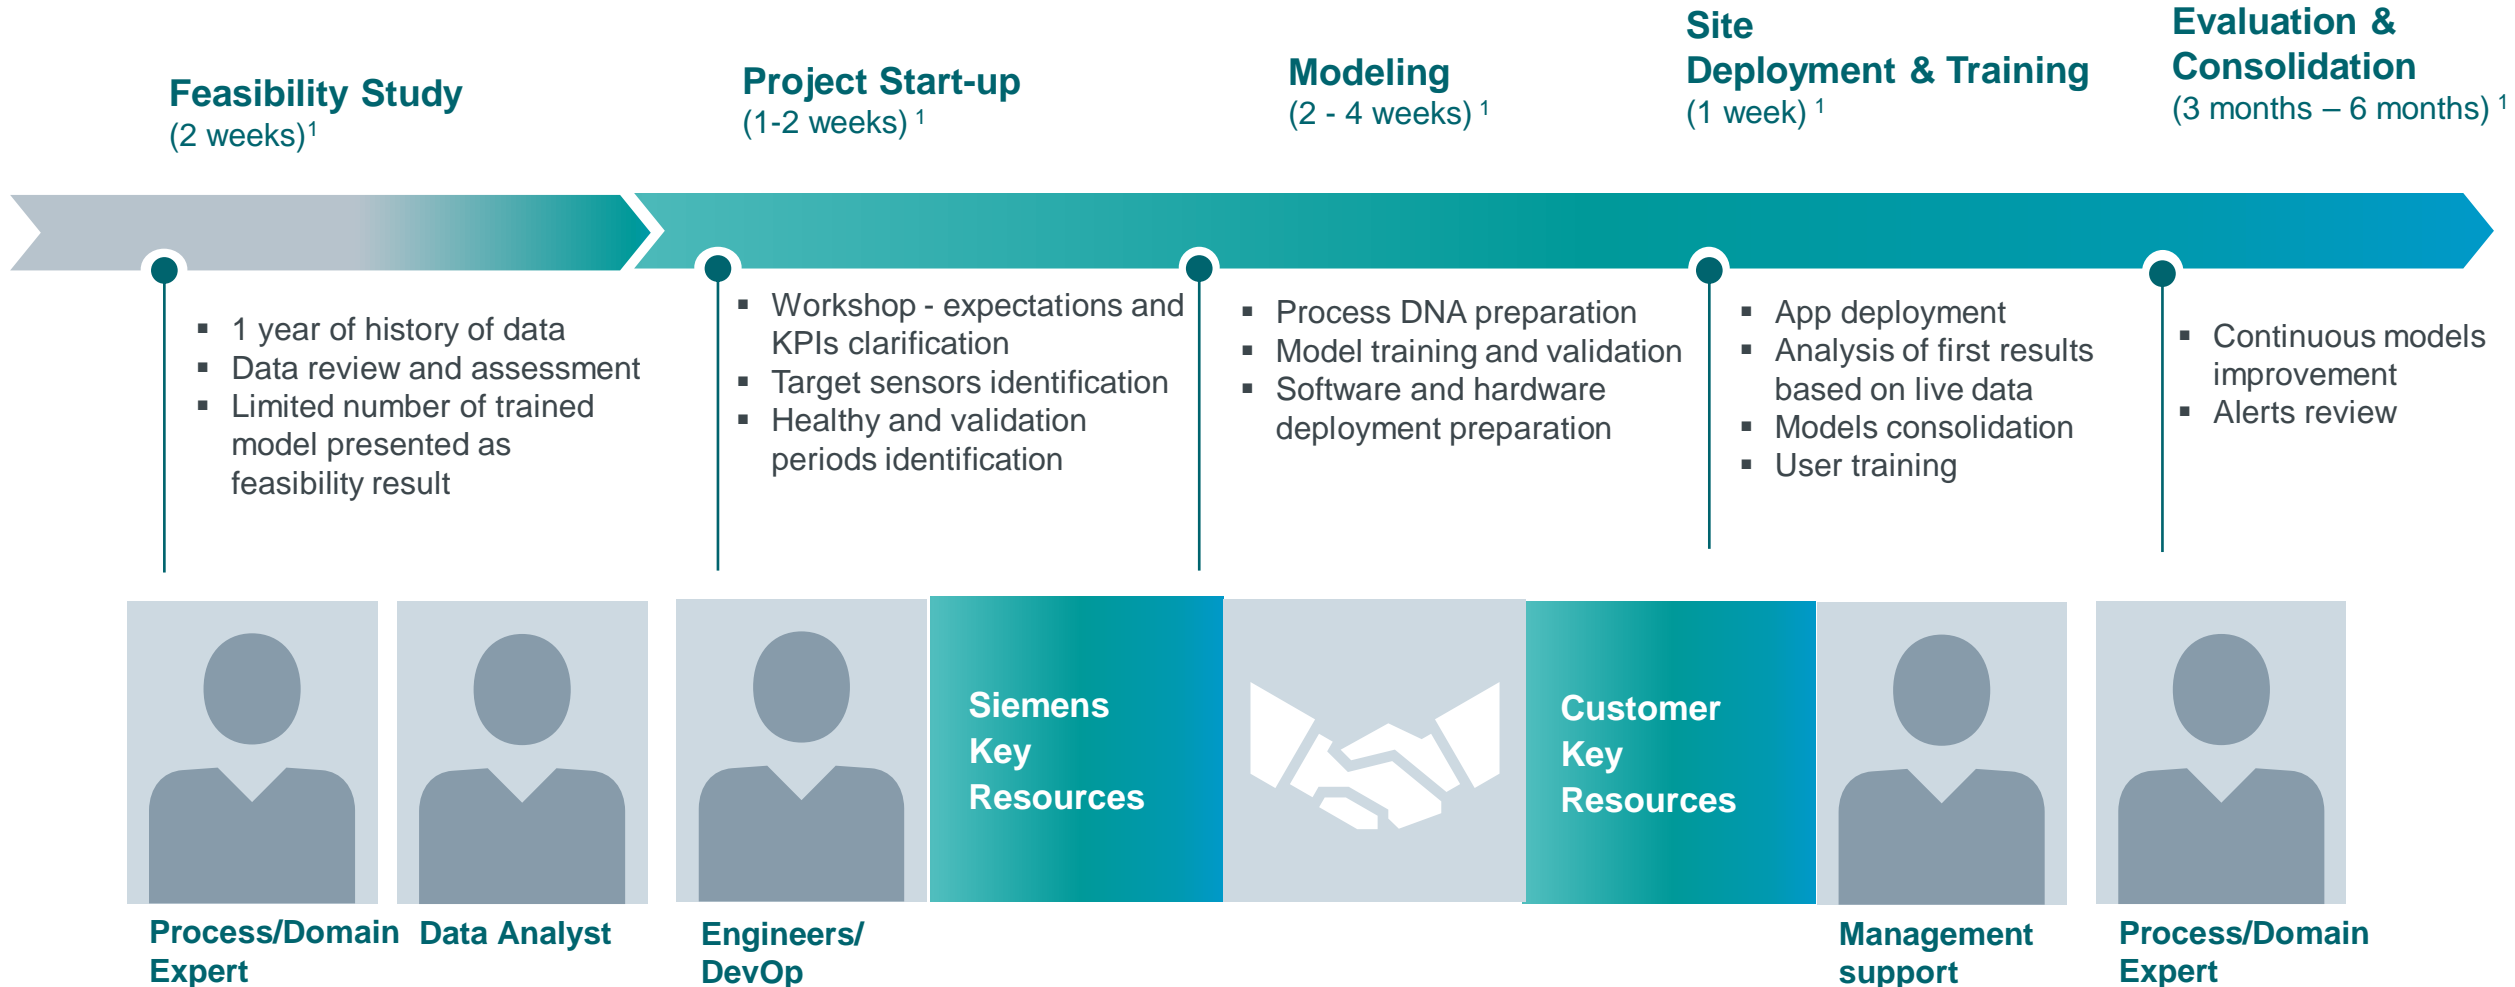 Feasibility Study
(2 weeks)1
▪ 1 year of history of data
▪ Data review and assessment
▪ Limited number of trained
model presented as
feasibility result
Project Start-up
(1-2 weeks) 1
▪ Workshop - expectations and
KPIs clarification
▪ Target sensors identification
▪ Healthy and validation
periods identification
Modeling
(2 - 4 weeks) 1
▪ Process DNA preparation
▪ Model training and validation
▪ Software and hardware
deployment preparation
Site
Deployment & Training
(1 week) 1
▪ App deployment
▪ Analysis of first results
based on live data
▪ Models consolidation
▪ User training
Evaluation &
Consolidation
(3 months – 6 months) 1
▪ Continuous models
improvement
▪ Alerts review
Process/Domain
Expert
Data Analyst
Engineers/
DevOp
Siemens
Key
Resources
Customer
Key
Resources
Management
support
Process/Domain
Expert